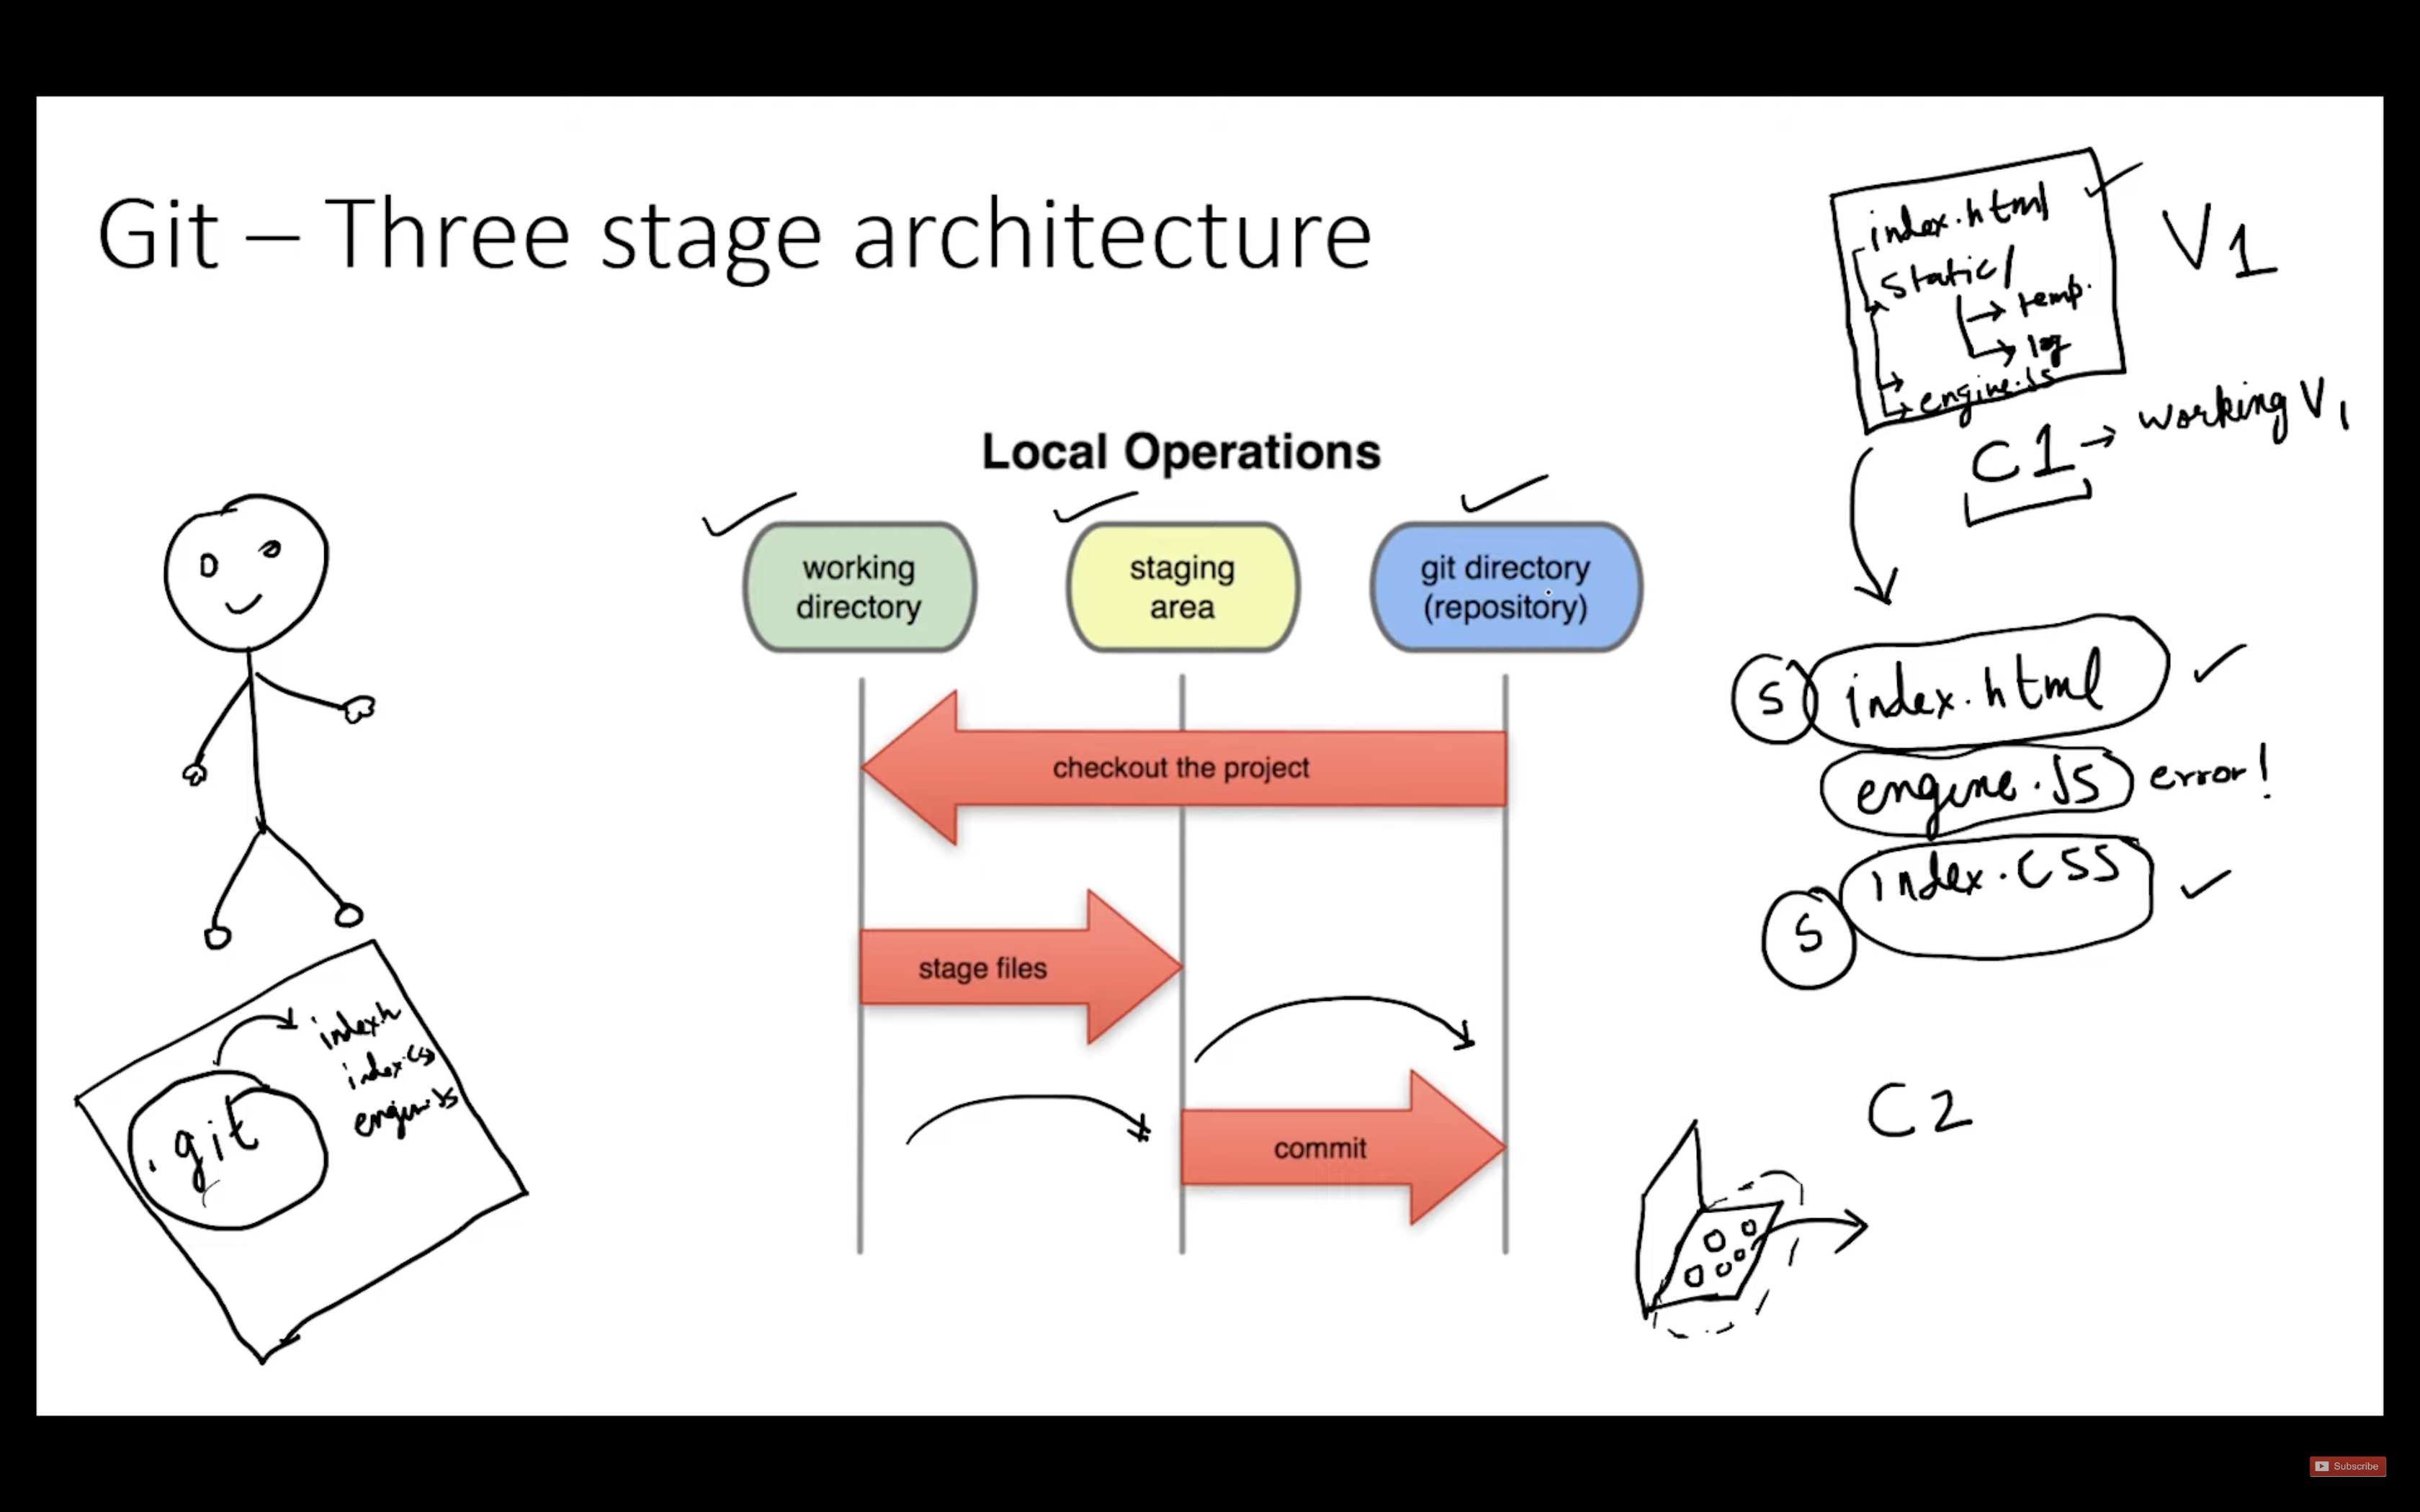 Git – Three stage architecture
index.html
static/
temp.
log
engine.js
V1
C1 → working V1
Local Operations
working
directory
staging
area
git directory
(repository)
checkout the project
stage files
commit
S index.html
engine.js error!
index.css
S
C2
.git
index.h
index.css
engine.js
Subscribe